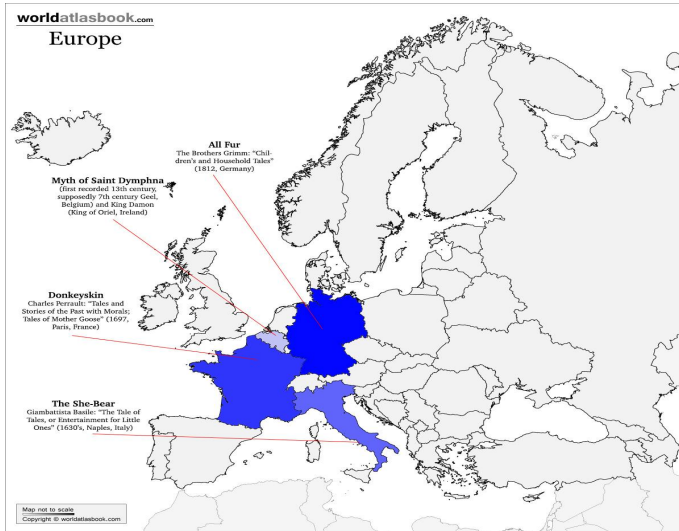 worldatlasbook.com
Europe
All Fur
The Brothers Grimm: “Chil-
dren’s and Household Tales”
(1812, Germany)
Myth of Saint Dymphna
(first recorded 13th century,
supposedly 7th century Geel,
Belgium) and King Damon
(King of Oriel, Ireland)
Donkeyskin
Charles Perrault: “Tales and
Stories of the Past with Morals;
Tales of Mother Goose” (1697,
Paris, France)
The She-Bear
Giambattista Basile: “The Tale of
Tales, or Entertainment for Little
Ones” (1630’s, Naples, Italy)
Map not to scale
Copyright © worldatlasbook.com